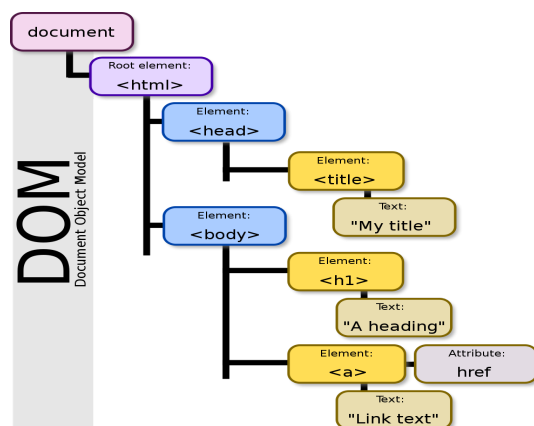 document
Root element:
<html>
Element:
<head>
Element:
<title>
Text:
"My title"
Element:
<body>
Element:
<h1>
Text:
"A heading"
Element:
<a>
Attribute:
href
Text:
"Link text"
DOM
Document Object Model